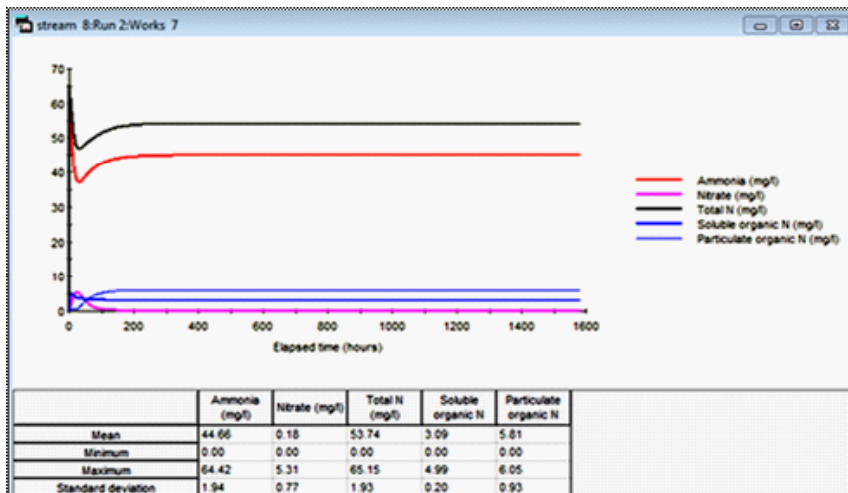 stream 8:Run 2:Works 7
70
60
50
40
30
20
10
0
0 200 400 600 800 1000 1200 1400 1600
Elapsed time (hours)
Ammonia (mg/l)
Nitrate (mg/l)
Total N (mg/l)
Soluble organic N (mg/l)
Particulate organic N (mg/l)
Ammonia (mg/l) Nitrate (mg/l) Total N (mg/l) Soluble organic N Particulate organic N
Mean 44.66 0.18 53.74 3.09 5.81
Minimum 0.00 0.00 0.00 0.00 0.00
Maximum 64.42 5.31 65.15 4.99 6.05
Standard deviation 1.94 0.77 1.93 0.20 0.93